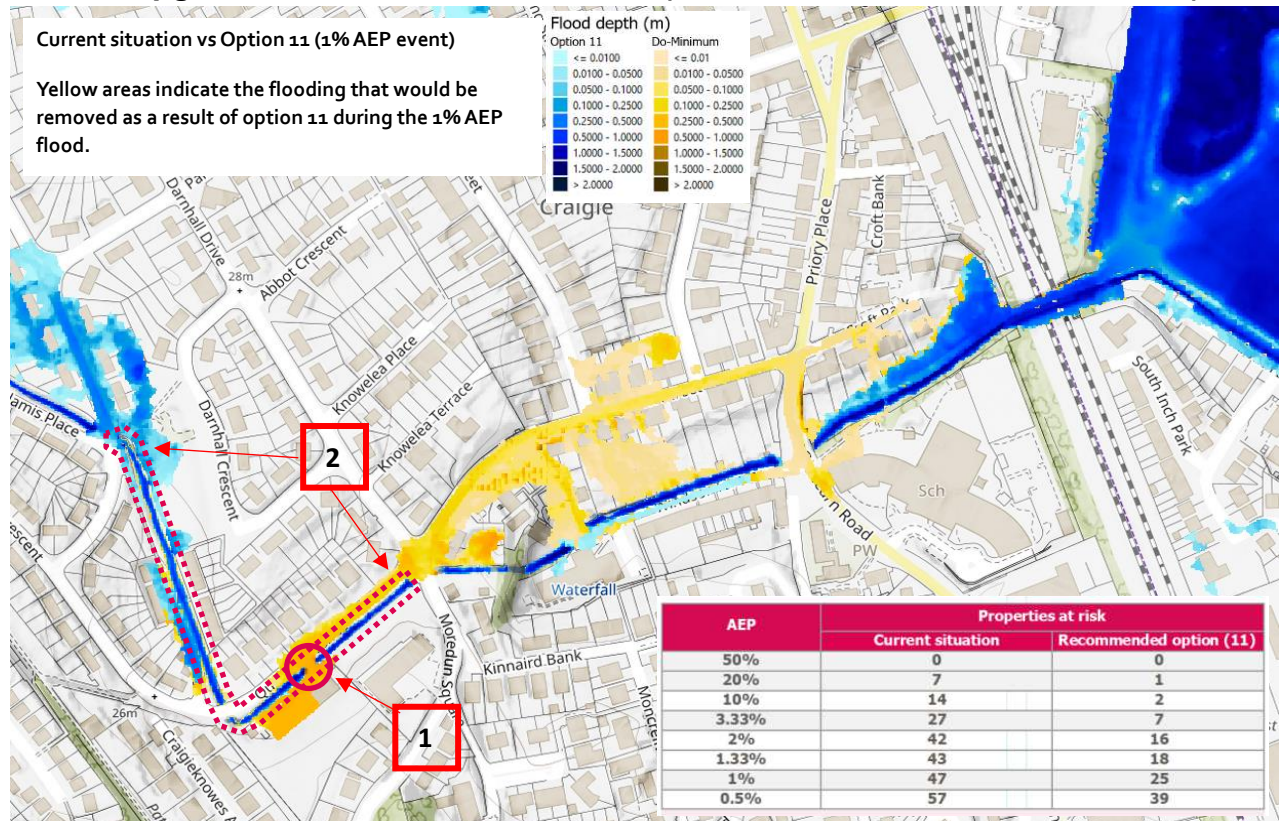 Current situation vs Option 11 (1% AEP event)
Yellow areas indicate the flooding that would be
removed as a result of option 11 during the 1% AEP
flood.
Flood depth (m)
Option 11 Do-Minimum
<= 0.0100 <= 0.01
0.0100 - 0.0500 0.0100 - 0.0500
0.0500 - 0.1000 0.0500 - 0.1000
0.1000 - 0.2500 0.1000 - 0.2500
0.2500 - 0.5000 0.2500 - 0.5000
0.5000 - 1.0000 0.5000 - 1.0000
1.0000 - 1.5000 1.0000 - 1.5000
1.5000 - 2.0000 1.5000 - 2.0000
> 2.0000 > 2.0000
Craigie
Darnhall Drive
28m
Abbot Crescent
Croft Bank
Priory Place
Knowelea Place
Knowelea Terrace
amis Place
Darnhall Crescent
2
South Inch Park
Sch
Road
PW
Waterfall
Moredun Square
Kinnaird Bank
1
26m
Craigieknowes
AEP Properties at risk
Current situation Recommended option (11)
50% 0 0
20% 7 1
10% 14 2
3.33% 27 7
2% 42 16
1.33% 43 18
1% 47 25
0.5% 57 39